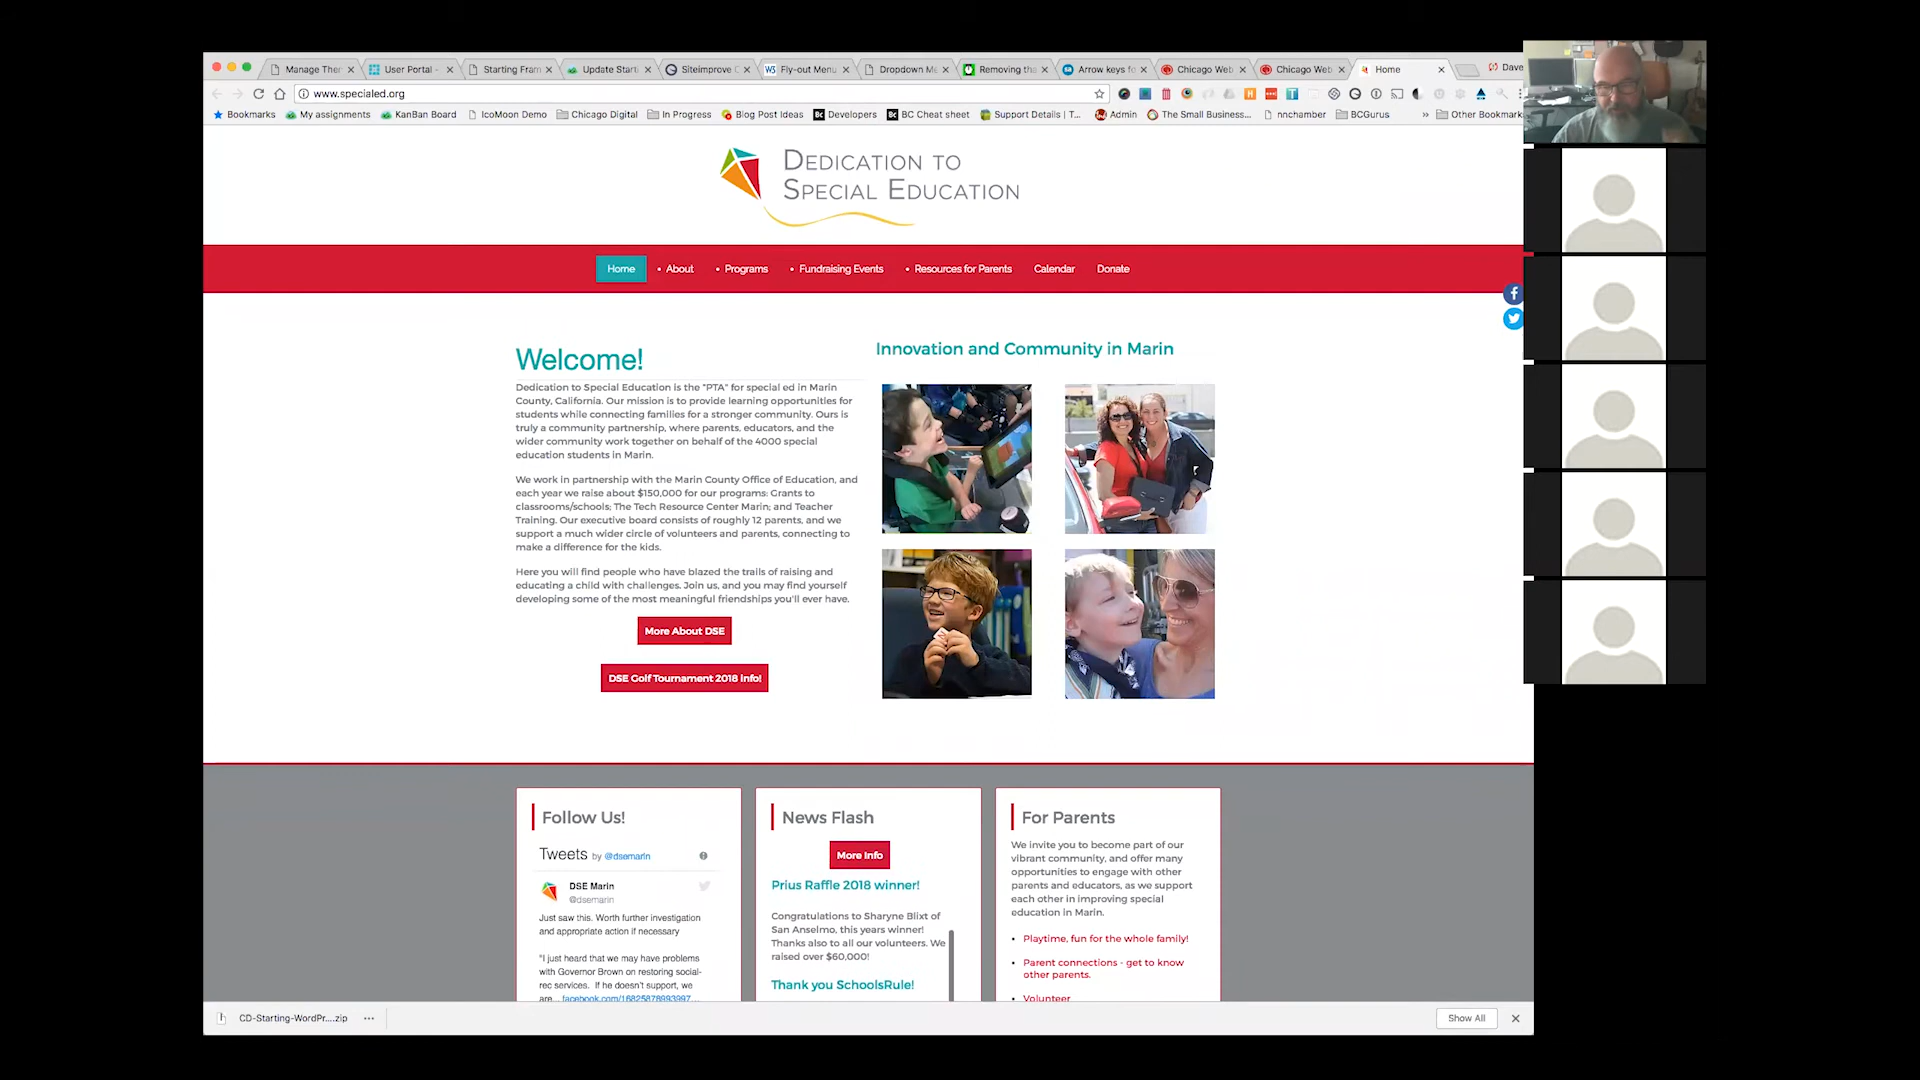 Manage Ther
User Portal -
Starting Fram
Update Starti
Siteimprove C
Fly-out Menu
Dropdown Me
Removing tha
Arrow keys fo
Chicago Web
Chicago Web
Home
Dave
www.specialed.org
Bookmarks
My assignments
KanBan Board
IcoMoon Demo
Chicago Digital
In Progress
Blog Post Ideas
Developers
BC Cheat sheet
Support Details | T...
Admin
The Small Business...
nnchamber
BCGurus
»
Other Bookmark
DEDICATION TO
SPECIAL EDUCATION
Home
• About
• Programs
• Fundraising Events
• Resources for Parents
Calendar
Donate
Welcome!
Dedication to Special Education is the "PTA" for special ed in Marin
County, California. Our mission is to provide learning opportunities for
students while connecting families for a stronger community. Ours is
truly a community partnership, where parents, educators, and the
wider community work together on behalf of the 4000 special
education students in Marin.
We work in partnership with the Marin County Office of Education, and
each year we raise about $150,000 for our programs: Grants to
classrooms/schools; The Tech Resource Center Marin; and Teacher
Training. Our executive board consists of roughly 12 parents, and we
support a much wider circle of volunteers and parents, connecting to
make a difference for the kids.
Here you will find people who have blazed the trails of raising and
educating a child with challenges. Join us, and you may find yourself
developing some of the most meaningful friendships you'll ever have.
More About DSE
DSE Golf Tournament 2018 info!
Innovation and Community in Marin
Follow Us!
Tweets by @dsemarin
DSE Marin
@dsemarin
Just saw this. Worth further investigation
and appropriate action if necessary
"I just heard that we may have problems
with Governor Brown on restoring social-
rec services. If he doesn't support, we
are... facebook.com/16825878993997...
News Flash
More Info
Prius Raffle 2018 winner!
Congratulations to Sharyne Blixt of
San Anselmo, this years winner!
Thanks also to all our volunteers. We
raised over $60,000!
Thank you SchoolsRule!
For Parents
We invite you to become part of our
vibrant community, and offer many
opportunities to engage with other
parents and educators, as we support
each other in improving special
education in Marin.
• Playtime, fun for the whole family!
• Parent connections - get to know
other parents.
• Volunteer
CD-Starting-WordPr....zip
Show All